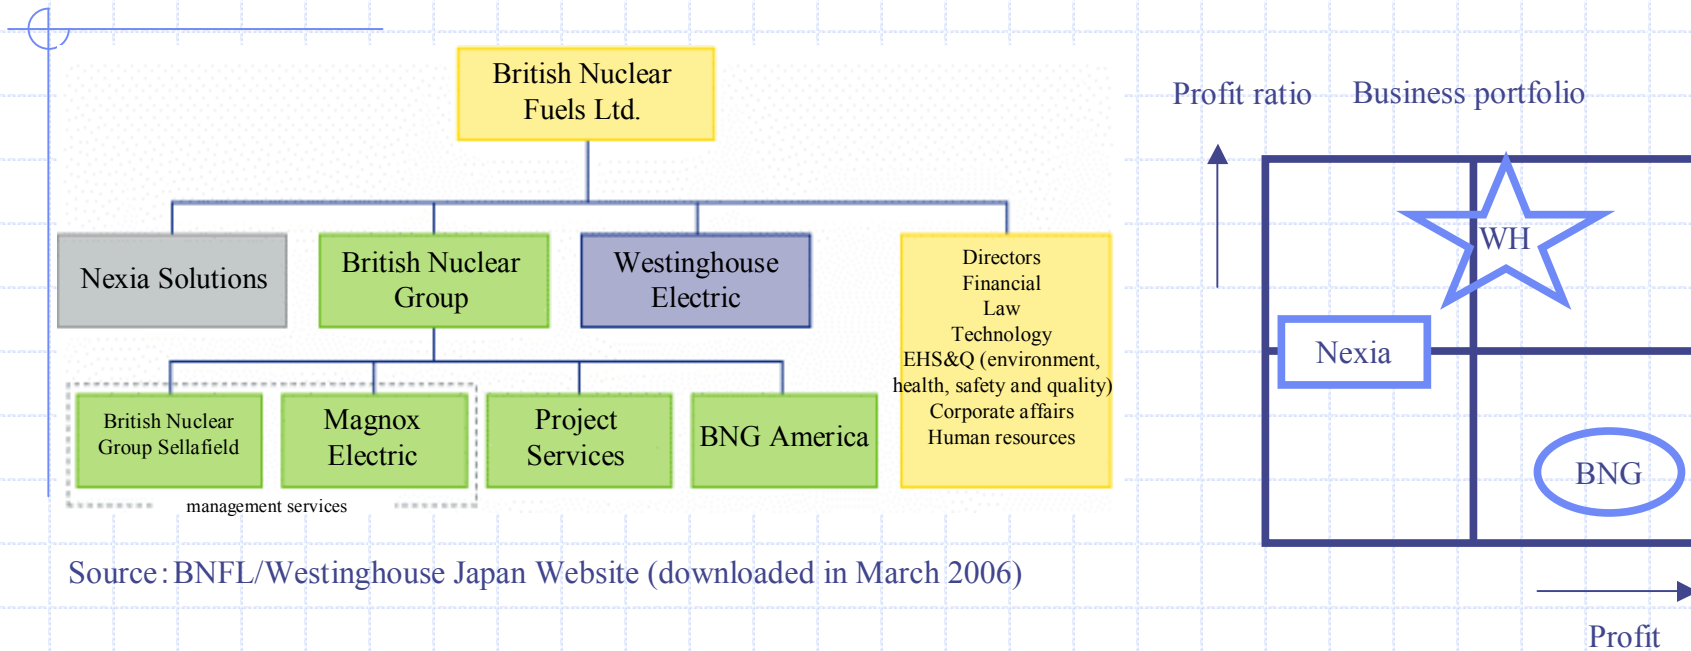 British Nuclear
Fuels Ltd.
Nexia Solutions
British Nuclear
Group
Westinghouse
Electric
Directors
Financial
Law
Technology
EHS&Q (environment,
health, safety and quality)
Corporate affairs
Human resources
British Nuclear
Group Sellafield
Magnox
Electric
Project
Services
BNG America
management services
Source:BNFL/Westinghouse Japan Website (downloaded in March 2006)
Profit ratio
Business portfolio
WH
Nexia
BNG
Profit